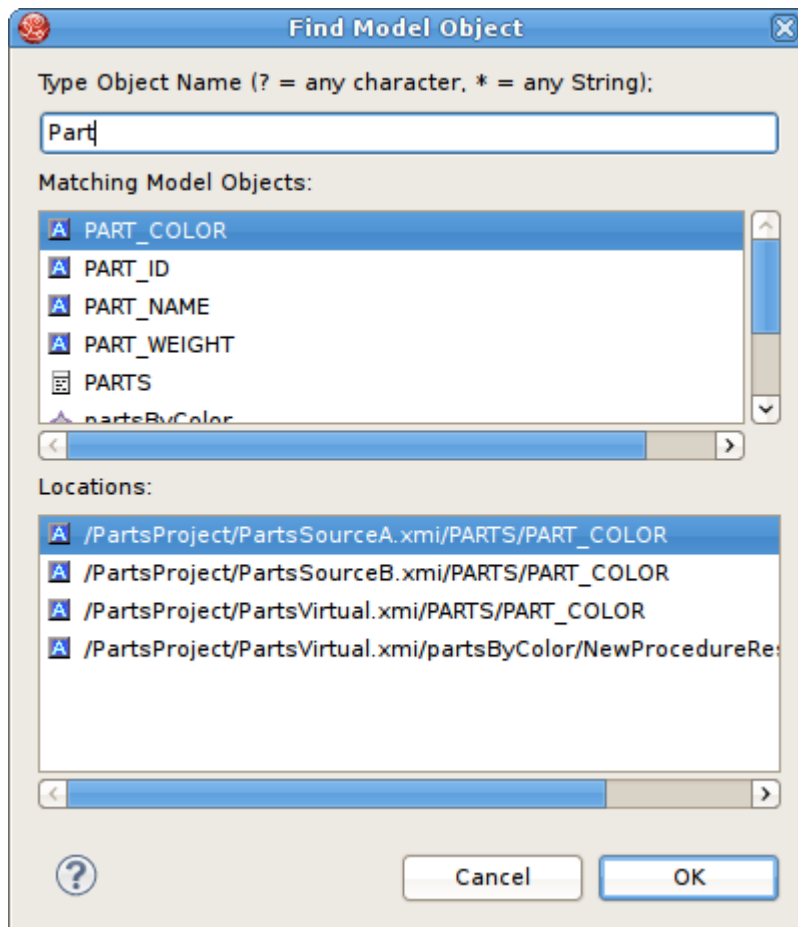 Find Model Object
Type Object Name (? = any character, * = any String);
Part
Matching Model Objects:
PART_COLOR
PART_ID
PART_NAME
PART_WEIGHT
PARTS
partsByColor
Locations:
/PartsProject/PartsSourceA.xmi/PARTS/PART_COLOR
/PartsProject/PartsSourceB.xmi/PARTS/PART_COLOR
/PartsProject/PartsVirtual.xmi/PARTS/PART_COLOR
/PartsProject/PartsVirtual.xmi/partsByColor/NewProcedureRes
Cancel
OK